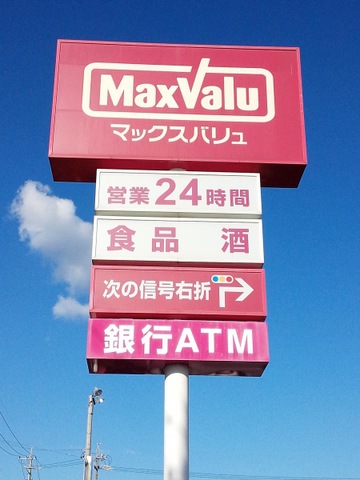 MaxValu
マックスバリュ
営業24時間
食品 酒
次の信号右折
銀行ATM